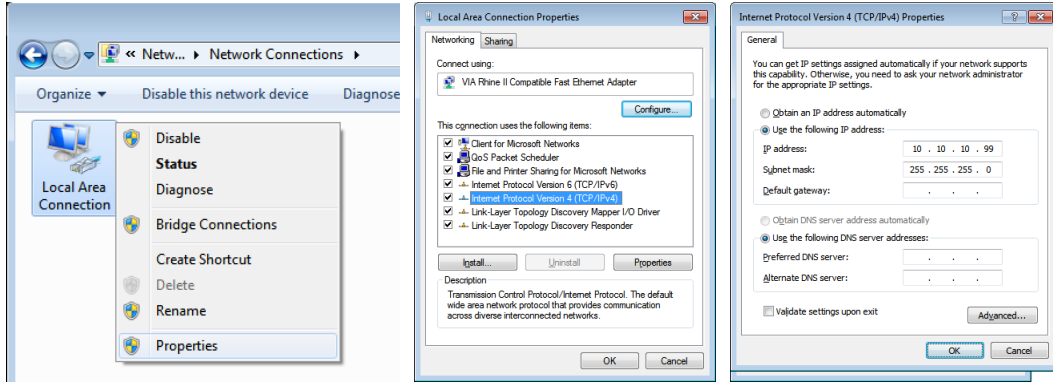 « Netw... Network Connections
Organize Disable this network device Diagnose
Local Area
Connection
Disable
Status
Diagnose
Bridge Connections
Create Shortcut
Delete
Rename
Properties
Local Area Connection Properties
Networking Sharing
Connect using:
VIA Rhine II Compatible Fast Ethernet Adapter
Configure...
This connection uses the following items:
Client for Microsoft Networks
QoS Packet Scheduler
File and Printer Sharing for Microsoft Networks
Internet Protocol Version 6 (TCP/IPv6)
Internet Protocol Version 4 (TCP/IPv4)
Link-Layer Topology Discovery Mapper I/O Driver
Link-Layer Topology Discovery Responder
Install... Uninstall Properties
Description
Transmission Control Protocol/Internet Protocol. The default
wide area network protocol that provides communication
across diverse interconnected networks.
OK Cancel
Internet Protocol Version 4 (TCP/IPv4) Properties
General
You can get IP settings assigned automatically if your network supports
this capability. Otherwise, you need to ask your network administrator
for the appropriate IP settings.
Obtain an IP address automatically
Use the following IP address:
IP address: 10 . 10 . 10 . 99
Subnet mask: 255 . 255 . 255 . 0
Default gateway: . . .
Obtain DNS server address automatically
Use the following DNS server addresses:
Preferred DNS server: . . .
Alternate DNS server: . . .
Validate settings upon exit
Advanced...
OK Cancel